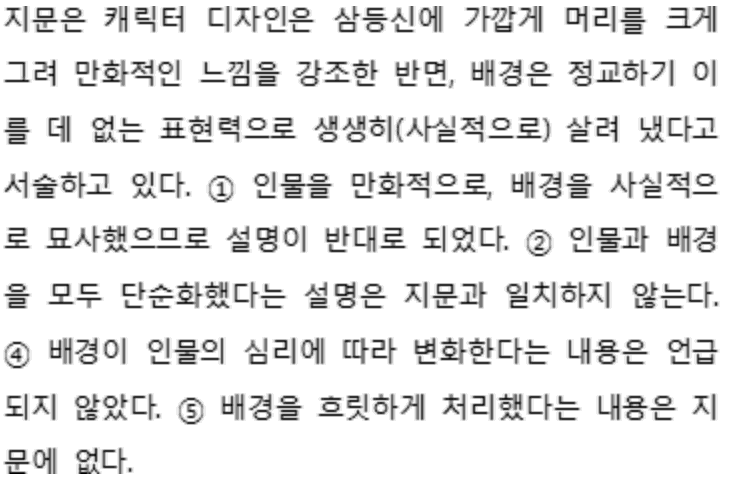 지문은 캐릭터 디자인은 삼등신에 가깝게 머리를 크게
그려 만화적인 느낌을 강조한 반면, 배경은 정교하기 이
를 데 없는 표현력으로 생생히(사실적으로) 살려 냈다고
서술하고 있다. ① 인물을 만화적으로, 배경을 사실적으
로 묘사했으므로 설명이 반대로 되었다. ② 인물과 배경
을 모두 단순화했다는 설명은 지문과 일치하지 않는다.
④ 배경이 인물의 심리에 따라 변화한다는 내용은 언급
되지 않았다. ⑤ 배경을 흐릿하게 처리했다는 내용은 지
문에 없다.